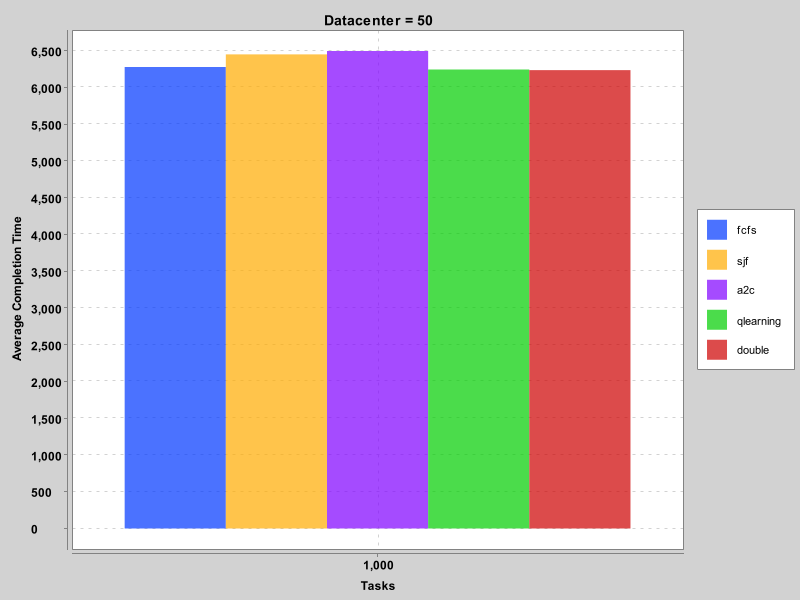 Datacenter = 50
Average Completion Time
6,500
6,000
5,500
5,000
4,500
4,000
3,500
3,000
2,500
2,000
1,500
1,000
500
0
1,000
Tasks
fcfs
sjf
a2c
qlearning
double